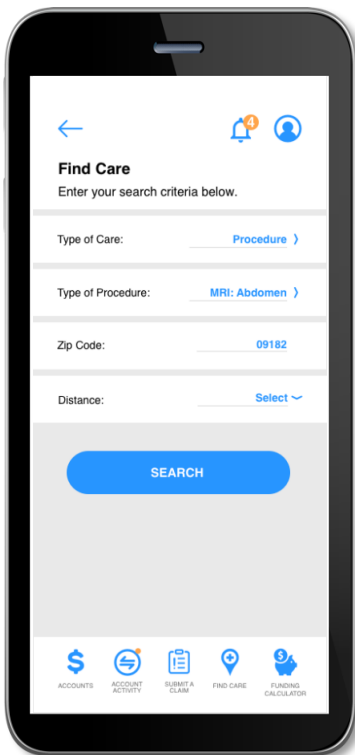 4
Find Care
Enter your search criteria below.
Type of Care: Procedure
Type of Procedure: MRI: Abdomen
Zip Code: 09182
Distance: Select
SEARCH
$ $
ACCOUNTS ACCOUNT SUBMIT A FIND CARE FUNDING
ACTIVITY CLAIM CALCULATOR